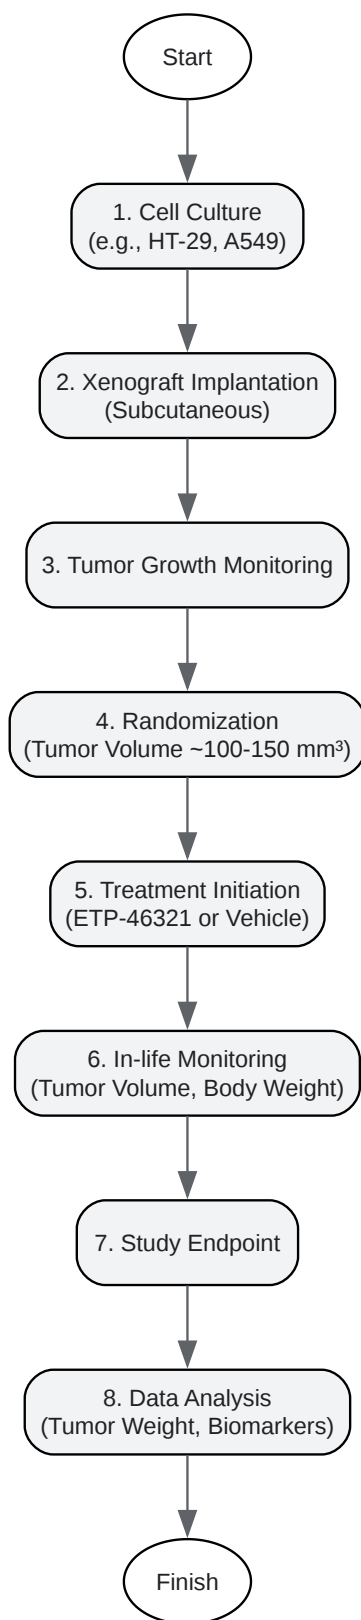 Start
1. Cell Culture
(e.g., HT-29, A549)
2. Xenograft Implantation
(Subcutaneous)
3. Tumor Growth Monitoring
4. Randomization
(Tumor Volume ~100-150 mm³)
5. Treatment Initiation
(ETP-46321 or Vehicle)
6. In-life Monitoring
(Tumor Volume, Body Weight)
7. Study Endpoint
8. Data Analysis
(Tumor Weight, Biomarkers)
Finish